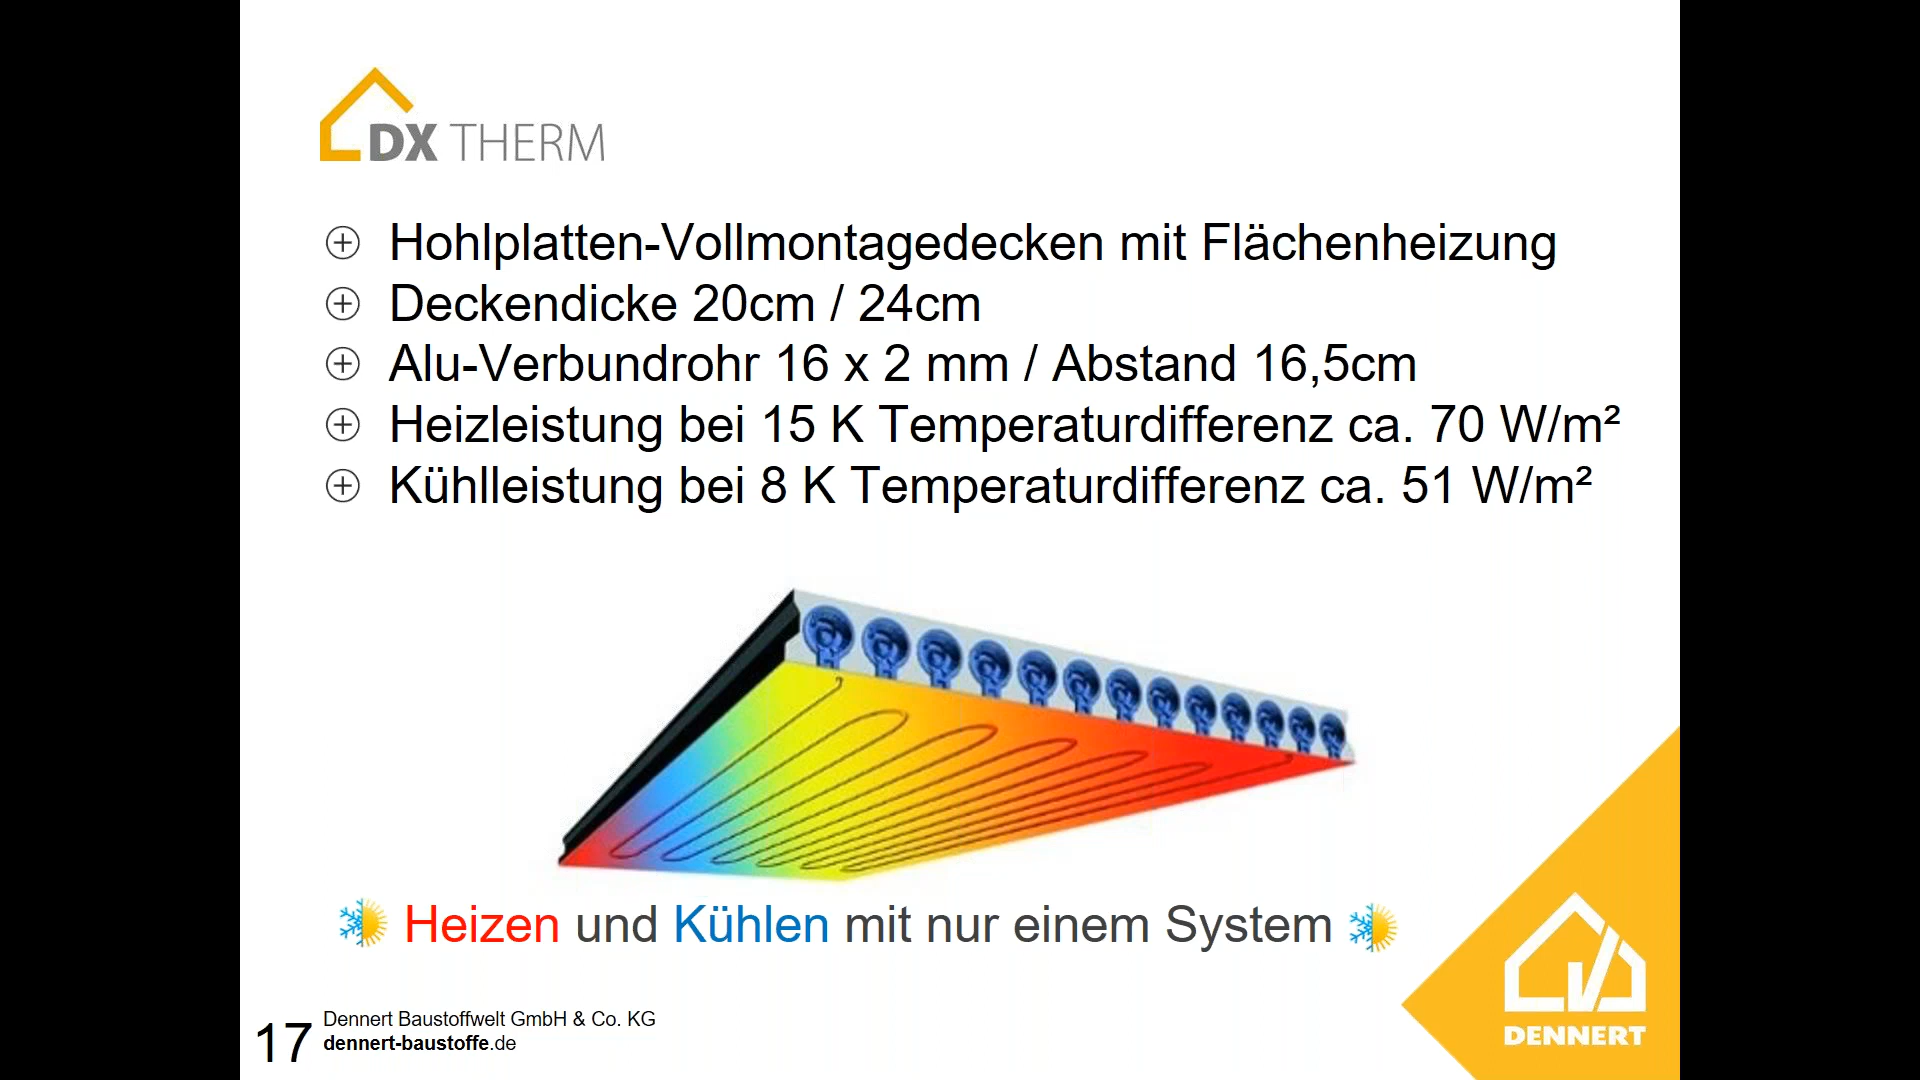 DX THERM
Hohlplatten-Vollmontagedecken mit Flächenheizung
Deckendicke 20cm / 24cm
Alu-Verbundrohr 16 x 2 mm / Abstand 16,5cm
Heizleistung bei 15 K Temperaturdifferenz ca. 70 W/m²
Kühlleistung bei 8 K Temperaturdifferenz ca. 51 W/m²
Heizen und Kühlen mit nur einem System
17
Dennert Baustoffwelt GmbH & Co. KG
dennert-baustoffe.de
DENNERT